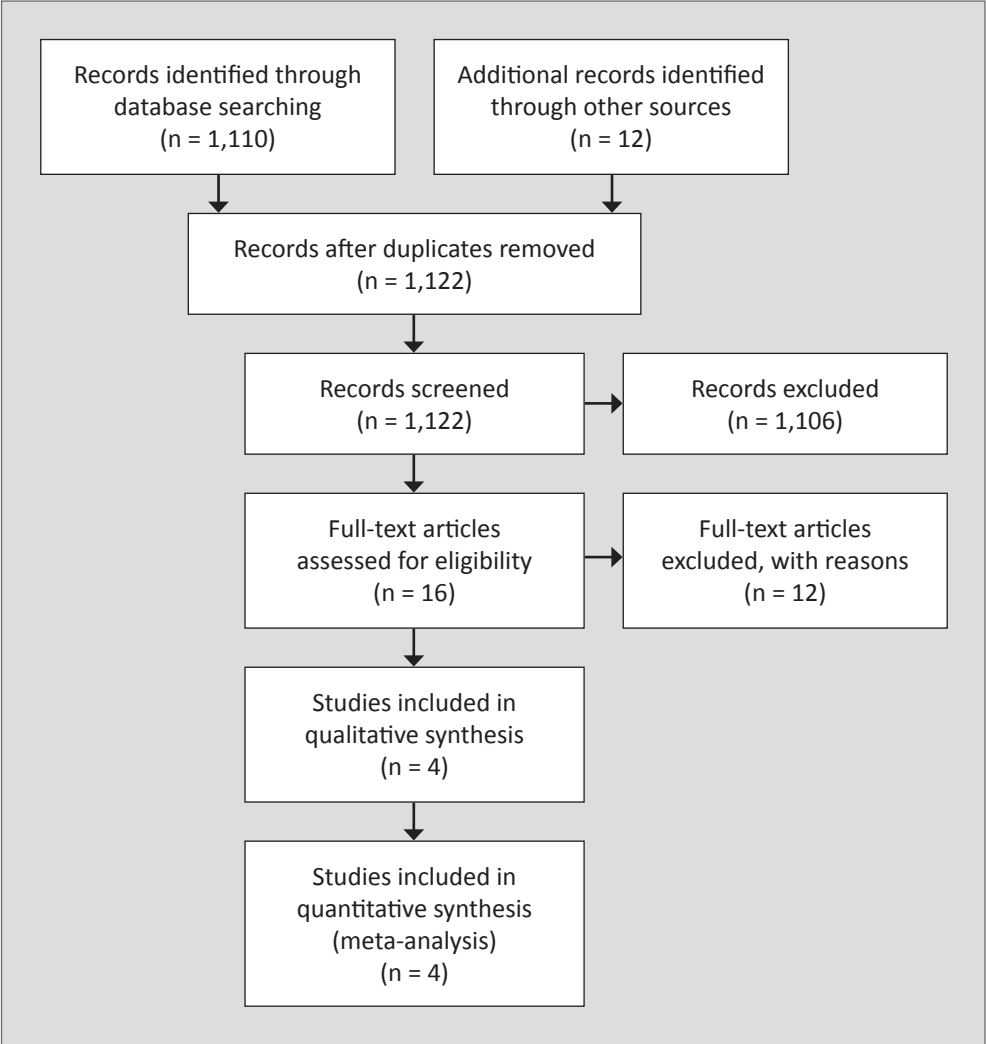 Records identified through
database searching
(n = 1,110)
Additional records identified
through other sources
(n = 12)
Records after duplicates removed
(n = 1,122)
Records screened
(n = 1,122)
Records excluded
(n = 1,106)
Full-text articles
assessed for eligibility
(n = 16)
Full-text articles
excluded, with reasons
(n = 12)
Studies included in
qualitative synthesis
(n = 4)
Studies included in
quantitative synthesis
(meta-analysis)
(n = 4)